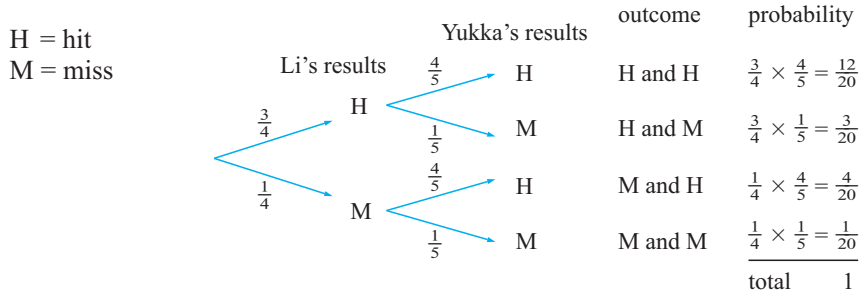 outcome probability
Yukka's results
H = hit
M = miss
Li's results
4/5 H H and H 3/4 × 4/5 = 12/20
3/4 H
1/5 M H and M 3/4 × 1/5 = 3/20
1/4 M
4/5 H M and H 1/4 × 4/5 = 4/20
1/5 M M and M 1/4 × 1/5 = 1/20
total 1